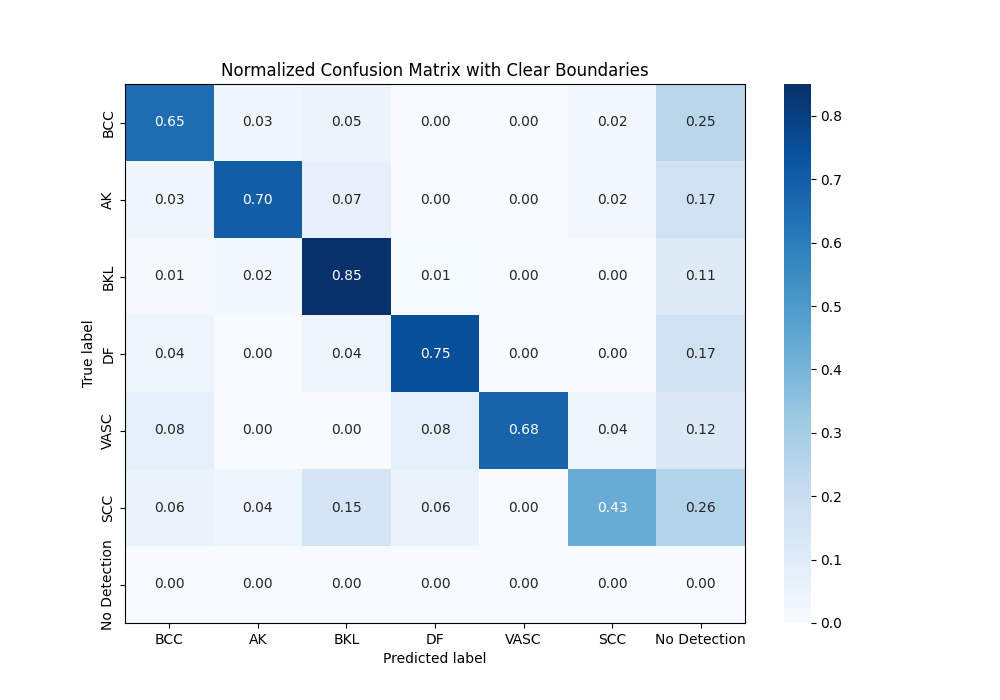 Normalized Confusion Matrix with Clear Boundaries
BCC 0.65 0.03 0.05 0.00 0.00 0.02 0.25
AK 0.03 0.70 0.07 0.00 0.00 0.02 0.17
BKL 0.01 0.02 0.85 0.01 0.00 0.00 0.11
DF 0.04 0.00 0.04 0.75 0.00 0.00 0.17
VASC 0.08 0.00 0.00 0.08 0.68 0.04 0.12
SCC 0.06 0.04 0.15 0.06 0.00 0.43 0.26
No Detection 0.00 0.00 0.00 0.00 0.00 0.00 0.00
BCC AK BKL DF VASC SCC No Detection
Predicted label
True label
0.8
0.7
0.6
0.5
0.4
0.3
0.2
0.1
0.0